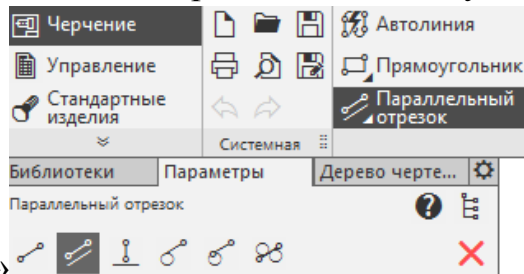 Черчение
Автолиния
Управление
Прямоугольник
Стандартные
изделия
Параллельный
отрезок
Системная
Библиотеки
Параметры
Дерево черте...
Параллельный отрезок
»